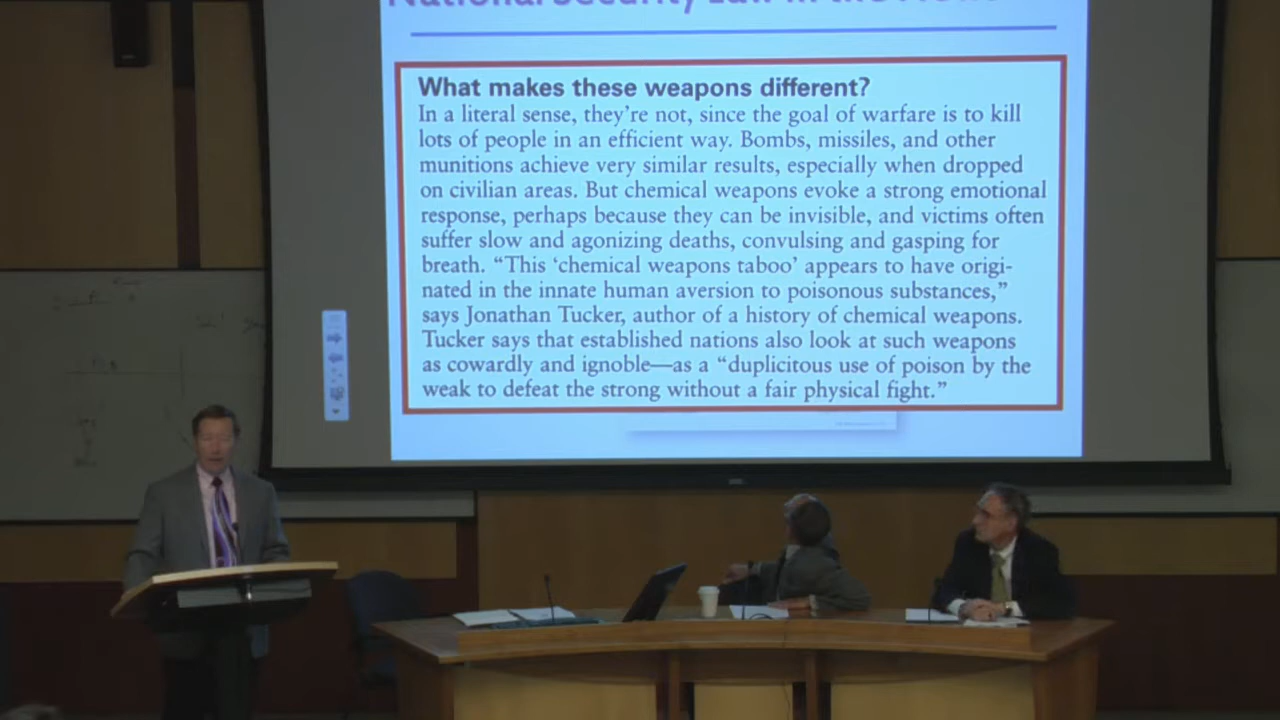 National Security Law in the News
What makes these weapons different?
In a literal sense, they're not, since the goal of warfare is to kill
lots of people in an efficient way. Bombs, missiles, and other
munitions achieve very similar results, especially when dropped
on civilian areas. But chemical weapons evoke a strong emotional
response, perhaps because they can be invisible, and victims often
suffer slow and agonizing deaths, convulsing and gasping for
breath. “This ‘chemical weapons taboo’ appears to have origi-
nated in the innate human aversion to poisonous substances,”
says Jonathan Tucker, author of a history of chemical weapons.
Tucker says that established nations also look at such weapons
as cowardly and ignoble—as a “duplicitous use of poison by the
weak to defeat the strong without a fair physical fight.”